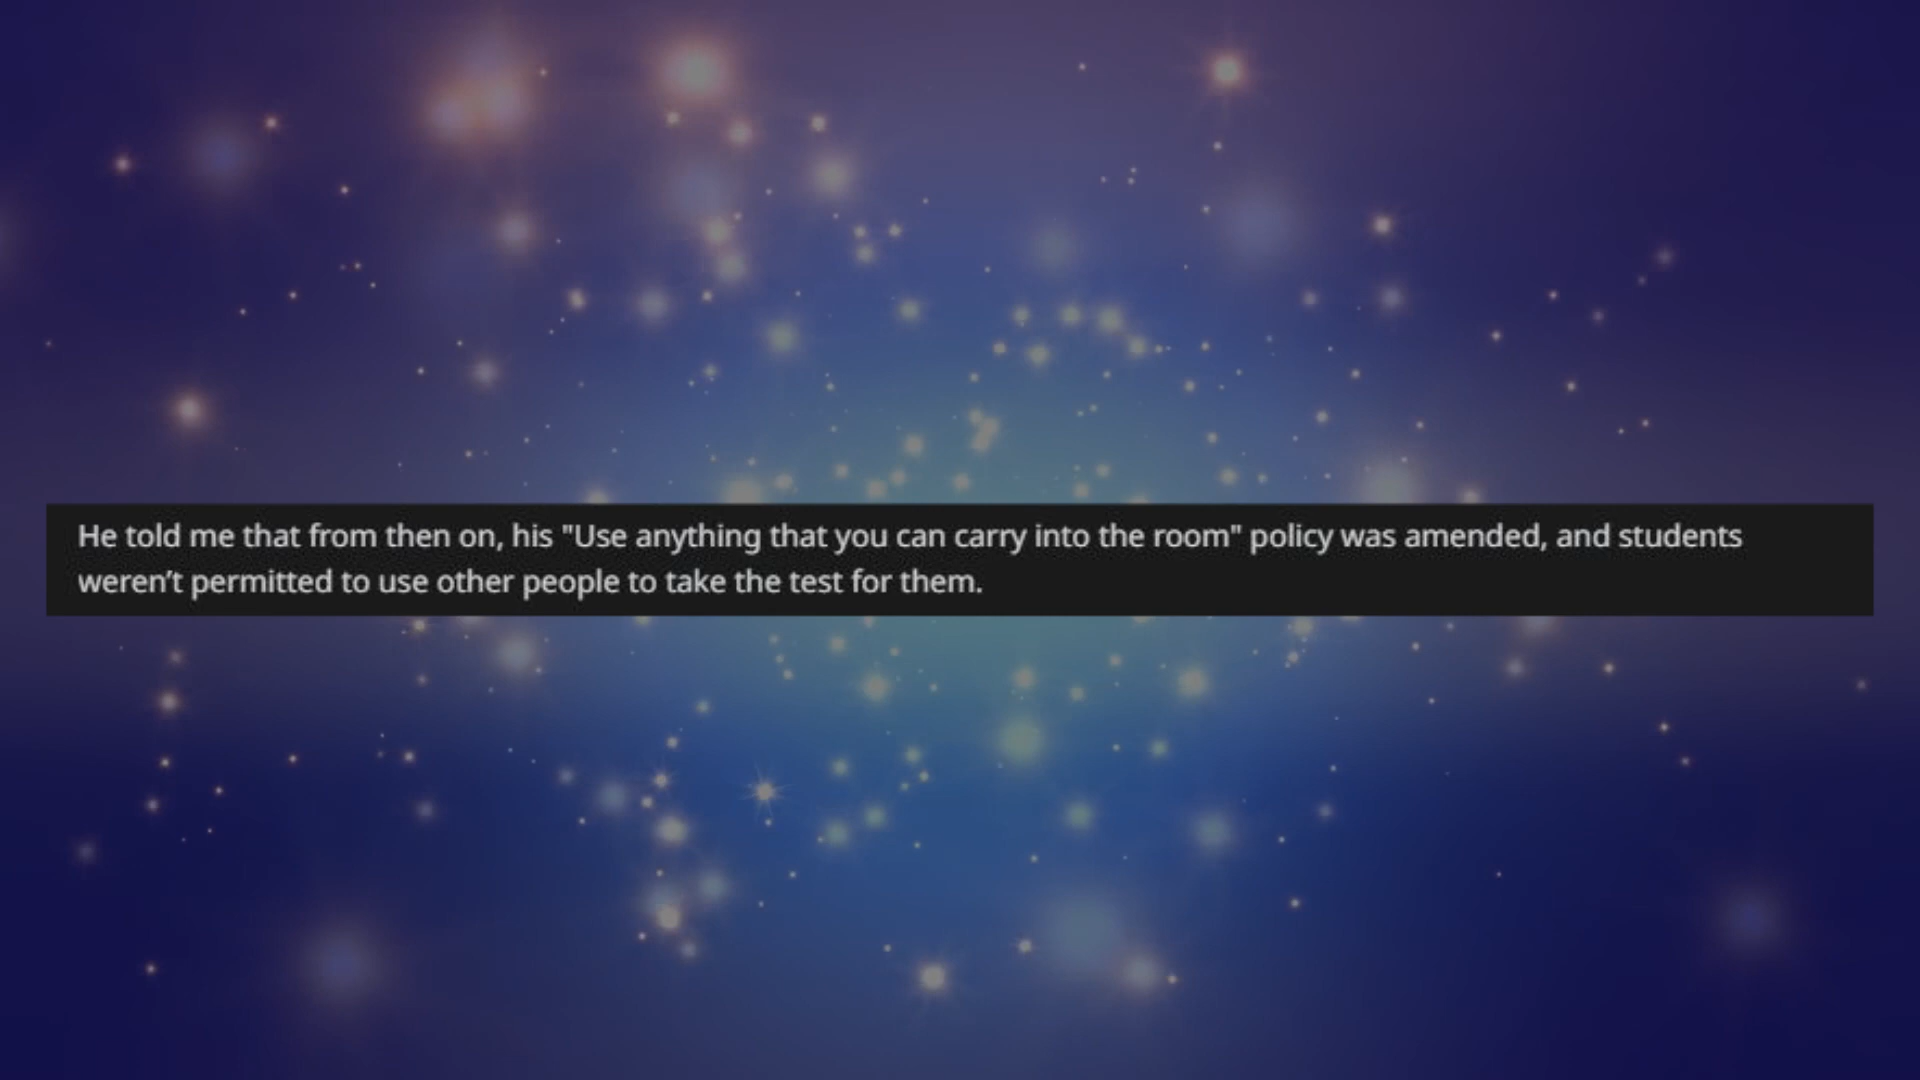 He told me that from then on, his "Use anything that you can carry into the room" policy was amended, and students
weren’t permitted to use other people to take the test for them.